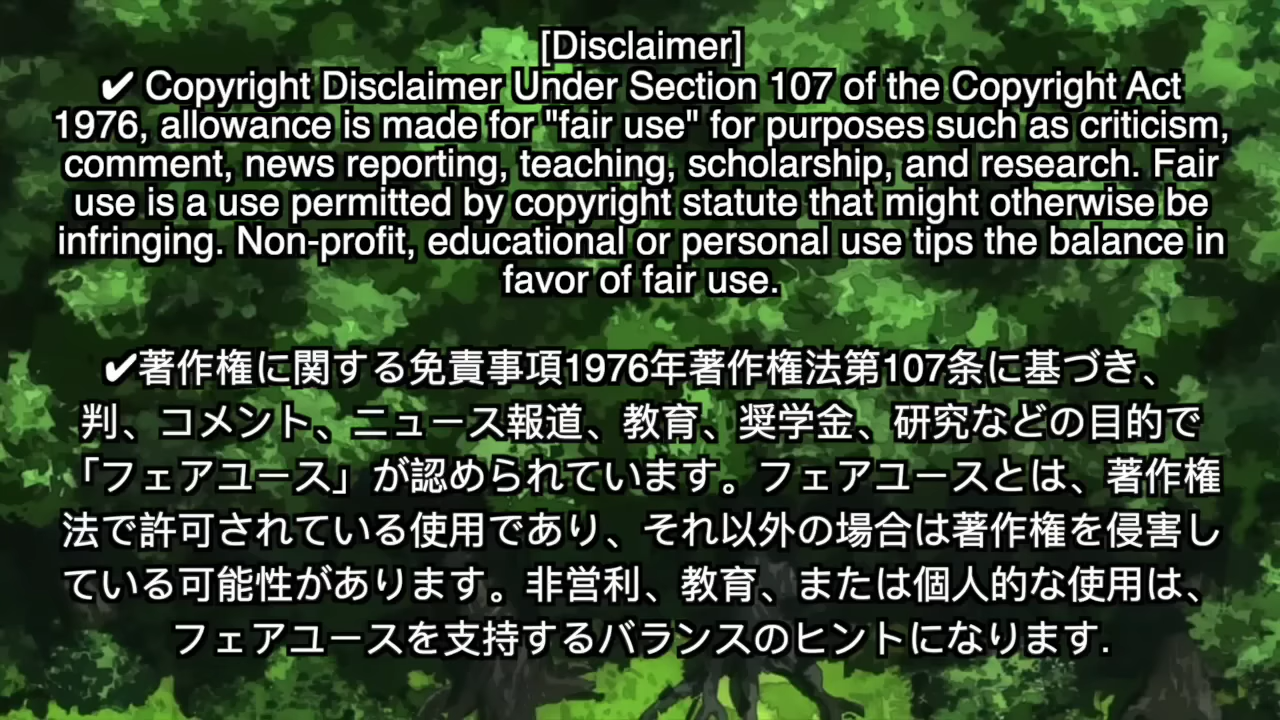 [Disclaimer]
✔ Copyright Disclaimer Under Section 107 of the Copyright Act
1976, allowance is made for "fair use" for purposes such as criticism,
comment, news reporting, teaching, scholarship, and research. Fair
use is a use permitted by copyright statute that might otherwise be
infringing. Non-profit, educational or personal use tips the balance in
favor of fair use.
✔著作権に関する免責事項1976年著作権法第107条に基づき、
判、コメント、ニュース報道、教育、奨学金、研究などの目的で
「フェアユース」が認められています。フェアユースとは、著作権
法で許可されている使用であり、それ以外の場合は著作権を侵害し
ている可能性があります。非営利、教育、または個人的な使用は、
フェアユースを支持するバランスのヒントになります.